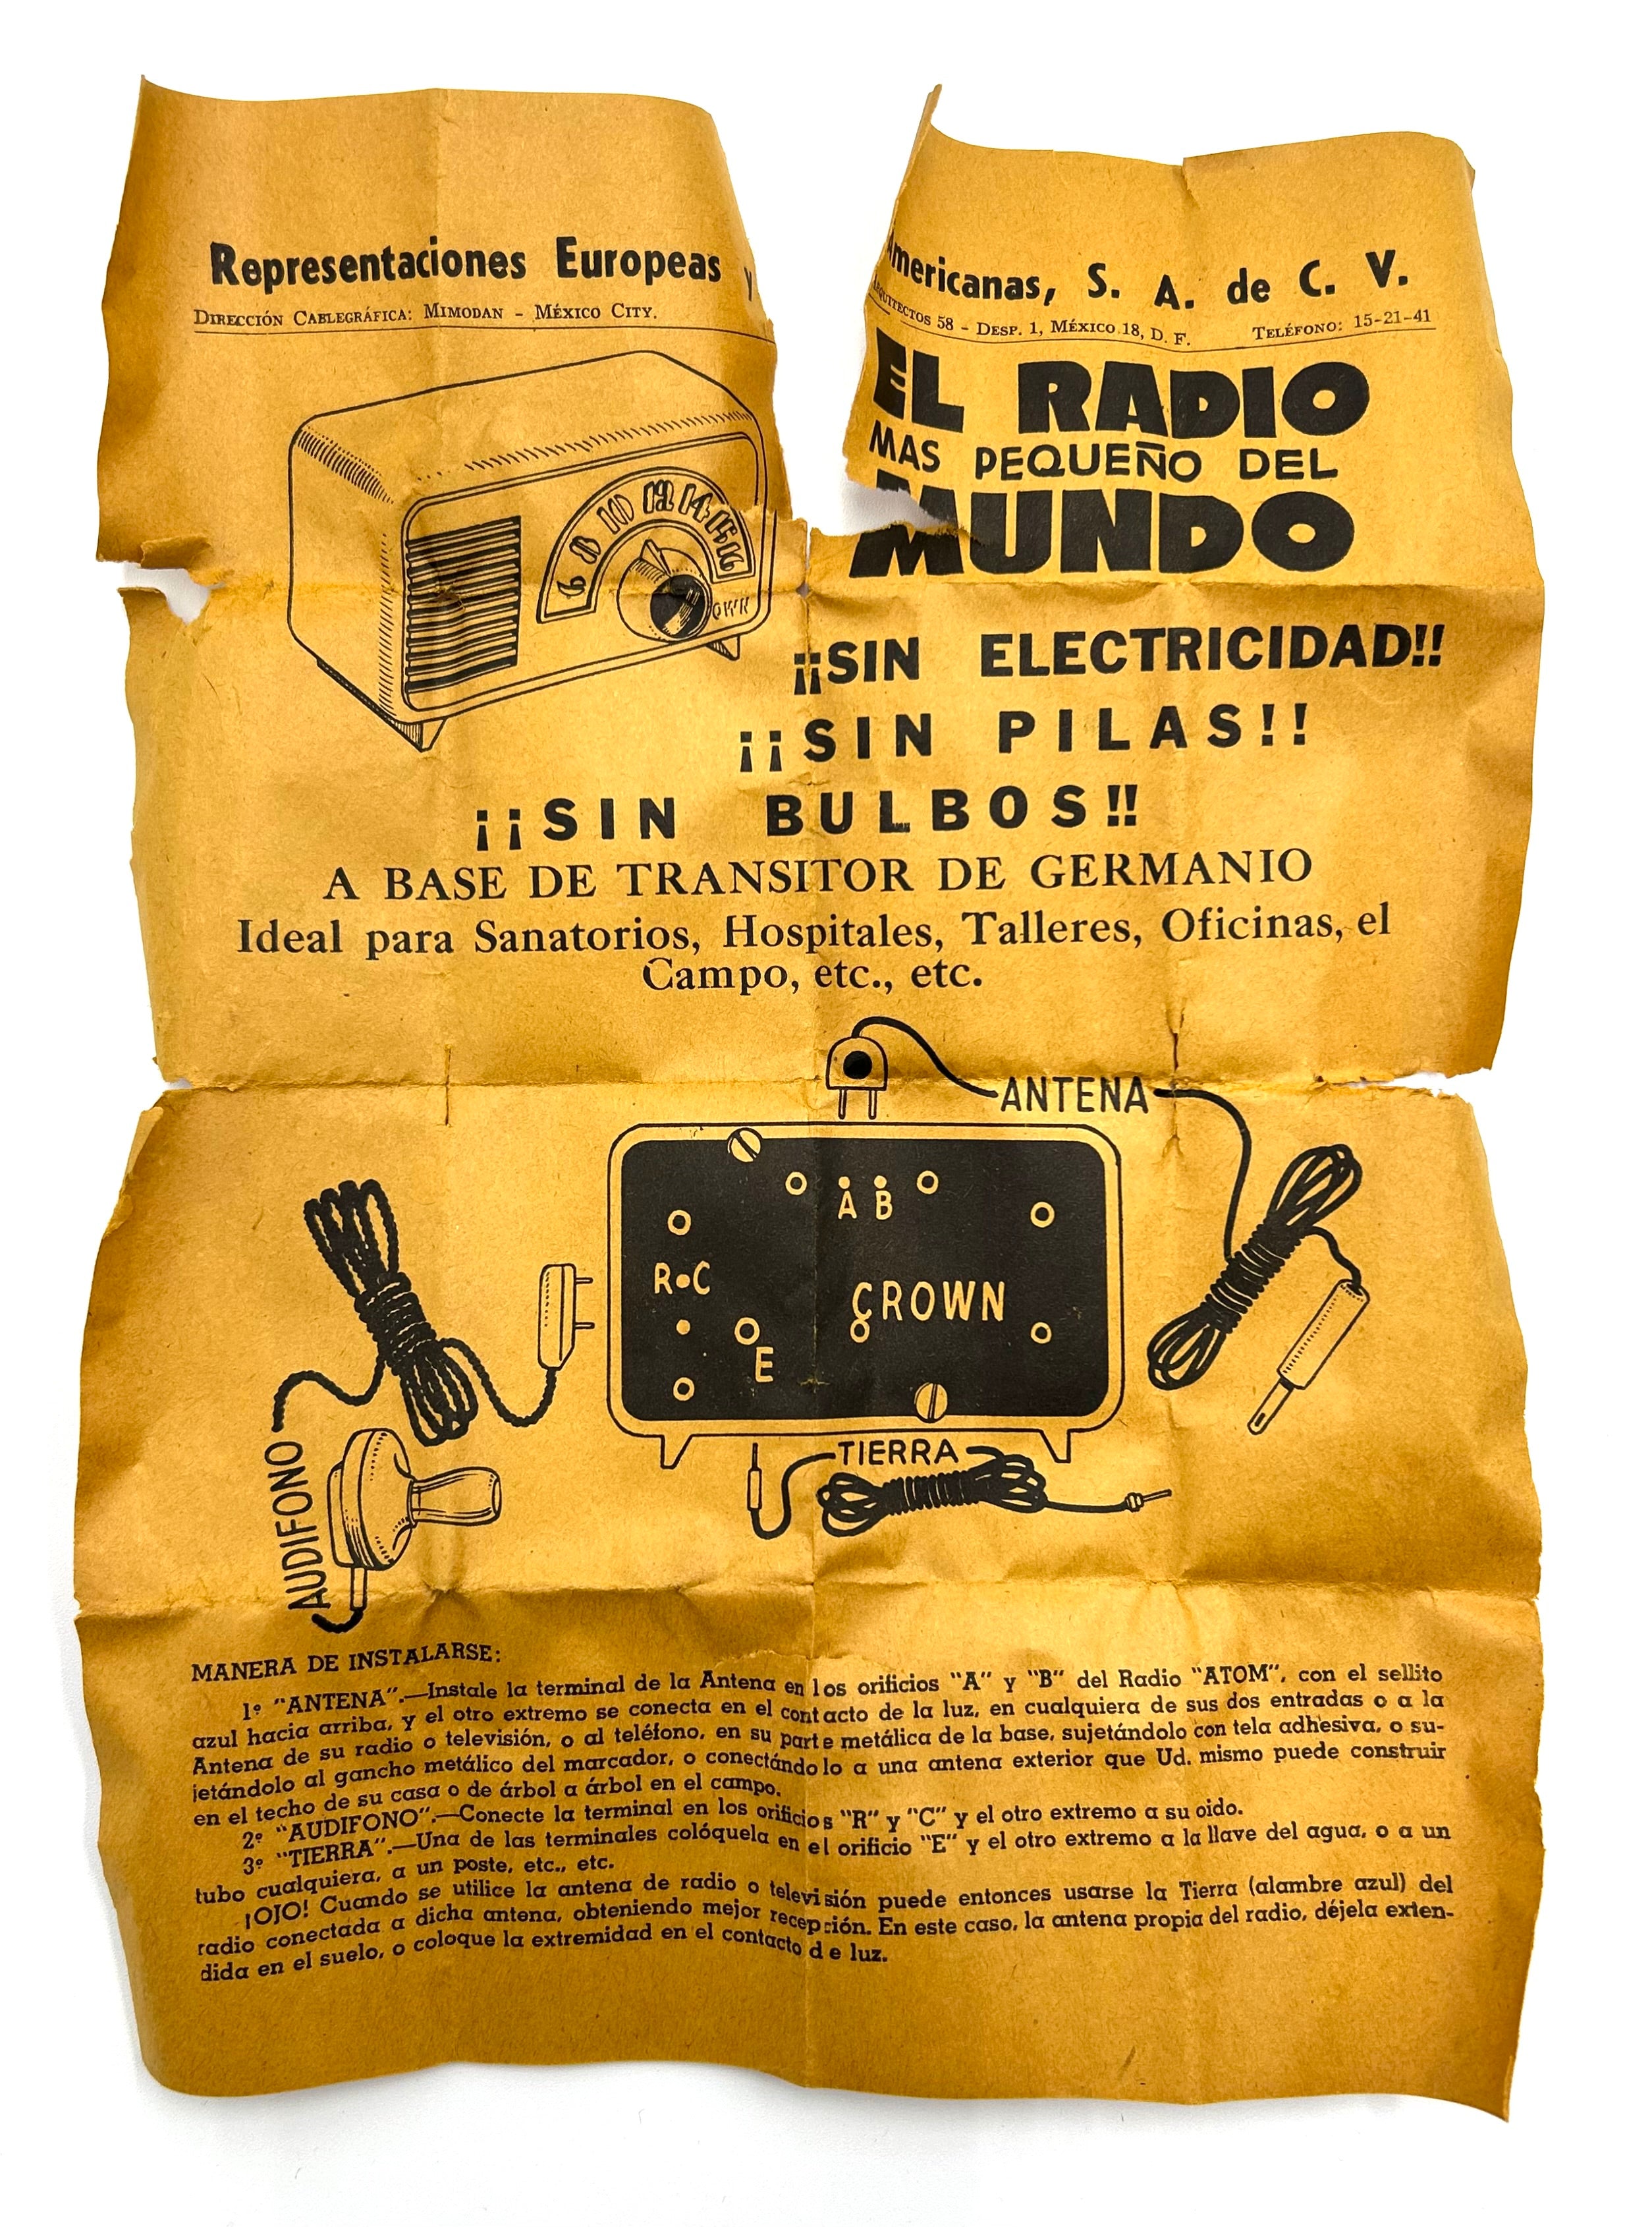 Representaciones Europeas y Americanas, S. A. de C. V.
DIRECCIÓN CABLEGRÁFICA: MIMODAN - MÉXICO CITY. ARQUITECTOS 58 - DESP. 1, MÉXICO 18, D. F. TELÉFONO: 15-21-41
EL RADIO
MAS PEQUEÑO DEL
MUNDO
6 8 10 12 14 15 16
OWN
¡¡SIN ELECTRICIDAD!!
¡¡SIN PILAS!!
¡¡SIN BULBOS!!
A BASE DE TRANSITOR DE GERMANIO
Ideal para Sanatorios, Hospitales, Talleres, Oficinas, el
Campo, etc., etc.
ANTENA
A B
R•C
CROWN
E
TIERRA
AUDIFONO
MANERA DE INSTALARSE:
1º "ANTENA".—Instale la terminal de la Antena en los orificios "A" y "B" del Radio "ATOM", con el sellito
azul hacia arriba, y el otro extremo se conecta en el contacto de la luz, en cualquiera de sus dos entradas o a la
Antena de su radio o televisión, o al teléfono, en su parte metálica de la base, sujetándolo con tela adhesiva, o su-
jetándolo al gancho metálico del marcador, o conectándolo a una antena exterior que Ud. mismo puede construir
en el techo de su casa o de árbol a árbol en el campo.
2º "AUDIFONO".—Conecte la terminal en los orificios "R" y "C" y el otro extremo a su oido.
3º "TIERRA".—Una de las terminales colóquela en el orificio "E" y el otro extremo a la llave del agua, o a un
tubo cualquiera, a un poste, etc., etc.
¡OJO! Cuando se utilice la antena de radio o televisión puede entonces usarse la Tierra (alambre azul) del
radio conectada a dicha antena, obteniendo mejor recepción. En este caso, la antena propia del radio, déjela exten-
dida en el suelo, o coloque la extremidad en el contacto de luz.